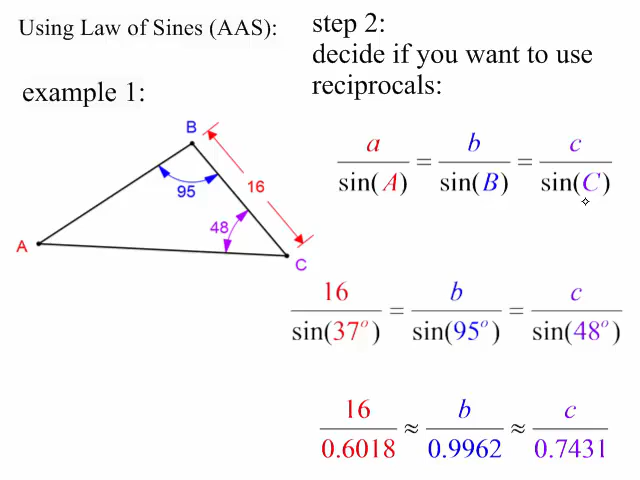 Using Law of Sines (AAS):
step 2:
decide if you want to use
reciprocals:
example 1:
B
95
16
48
A
C
a/sin(A) = b/sin(B) = c/sin(C)
16/sin(37°) = b/sin(95°) = c/sin(48°)
16/0.6018 ≈ b/0.9962 ≈ c/0.7431